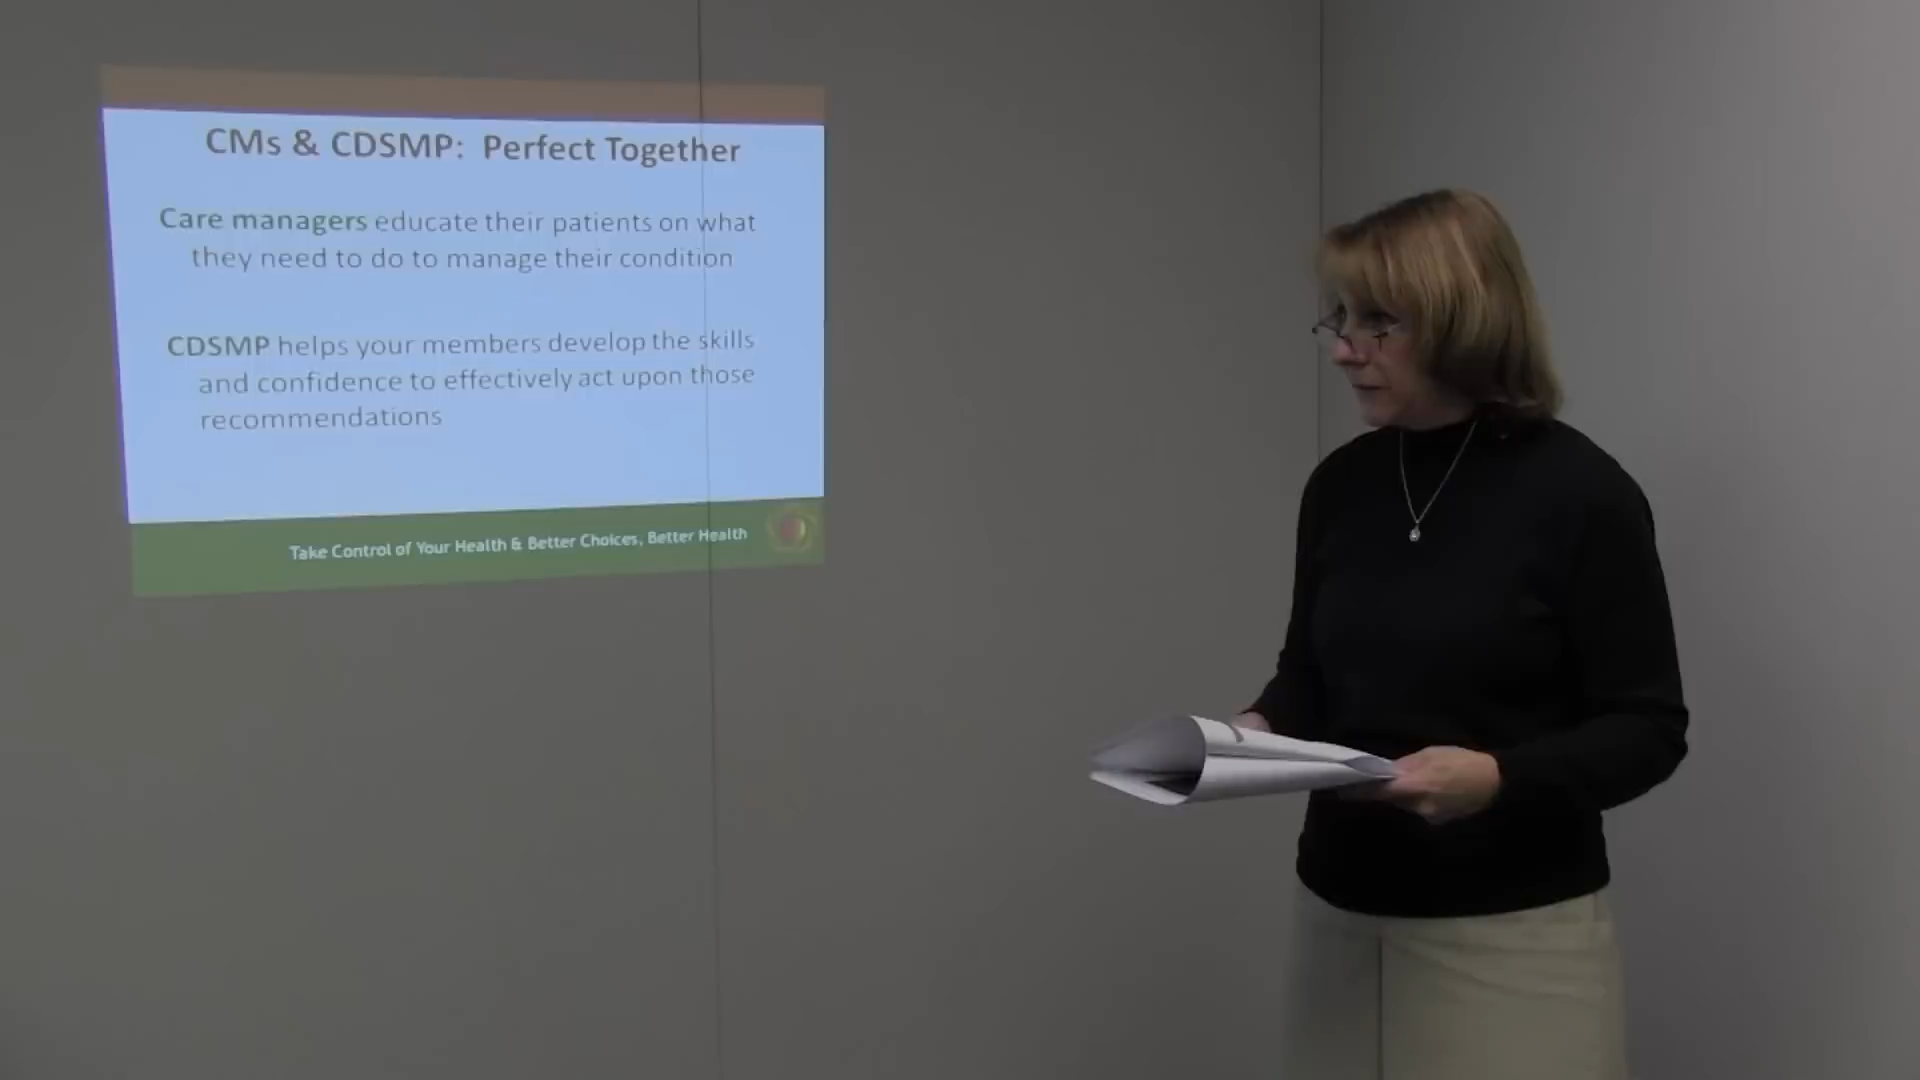 CMs & CDSMP: Perfect Together
Care managers educate their patients on what
they need to do to manage their condition
CDSMP helps your members develop the skills
and confidence to effectively act upon those
recommendations
Take Control of Your Health & Better Choices, Better Health